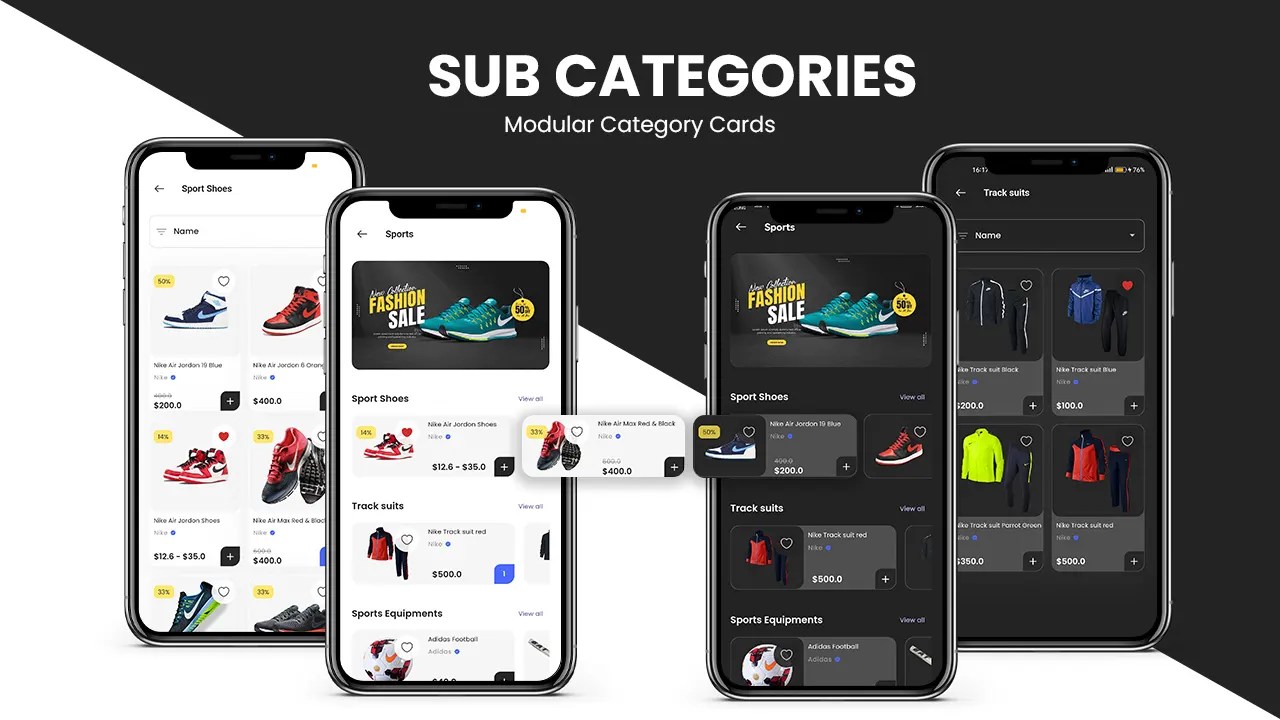 SUB CATEGORIES
Modular Category Cards
Sport Shoes
Name
50%
Nike Air Jordon 19 Blue
Nike
400.0
$200.0
+
Nike Air Jordon 6 Oran
$400.0
14%
Nike Air Jordon Shoes
Nike
$12.6 - $35.0
+
33%
Nike Air Max Red & Blac
Nike
500.0
$400.0
33%
33%
Sports
New Collection
FASHION
SALE
50%
Sport Shoes
View all
14%
Nike Air Jordon Shoes
Nike
$12.6 - $35.0
+
33%
Nike Air Max Red & Black
Nike
500.0
$400.0
+
Track suits
View all
Nike Track suit red
Nike
$500.0
1
Sports Equipments
View all
Adidas Football
Adidas
Sports
New Collection
FASHION
SALE
50%
Sport Shoes
View all
50%
Nike Air Jordon 19 Blue
Nike
400.0
$200.0
+
Track suits
View all
Nike Track suit red
Nike
$500.0
+
Sports Equipments
View all
Adidas Football
Adidas
16:17
76%
Track suits
Name
Nike Track suit Black
Nike
$200.0
+
Nike Track suit Blue
Nike
$100.0
+
Nike Track suit Parrot Green
Nike
$350.0
+
Nike Track suit red
Nike
$500.0
+